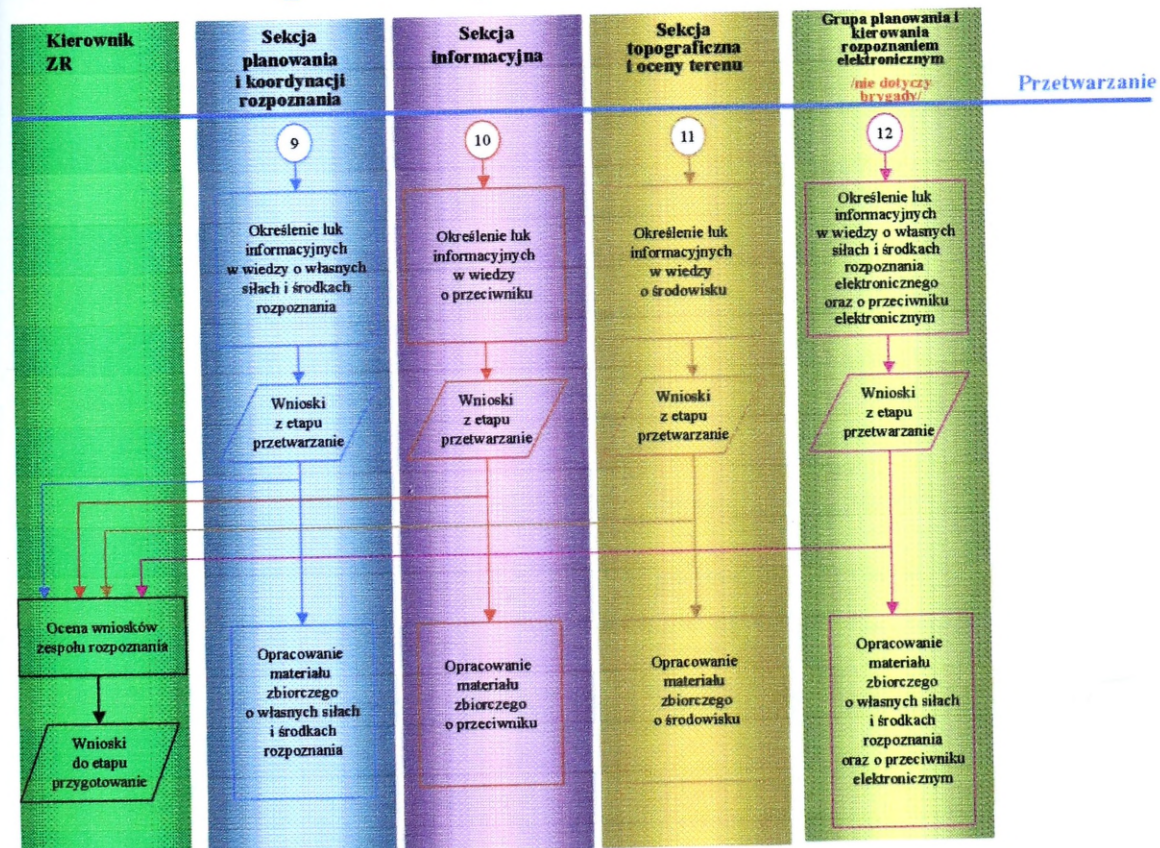 Kierownik
ZR
Sekcja
planowania
i koordynacji
rozpoznania
Sekcja
informacyjna
Sekcja
topograficzna
i oceny terenu
Grupa planowania i
kierowania
rozpoznaniem
elektronicznym
/nie dotyczy
brygady/
Przetwarzanie
9
10
11
12
Określenie luk
informacyjnych
w wiedzy o własnych
siłach i środkach
rozpoznania
Określenie luk
informacyjnych
w wiedzy
o przeciwniku
Określenie luk
informacyjnych
w wiedzy
o środowisku
Określenie luk
informacyjnych
w wiedzy o własnych
siłach i środkach
rozpoznania
elektronicznego
oraz o przeciwniku
elektronicznym
Wnioski
z etapu
przetwarzanie
Wnioski
z etapu
przetwarzanie
Wnioski
z etapu
przetwarzanie
Wnioski
z etapu
przetwarzanie
Ocena wniosków
zespołu rozpoznania
Wnioski
do etapu
przygotowanie
Opracowanie
materiału
zbiorczego
o własnych siłach
i środkach
rozpoznania
Opracowanie
materiału
zbiorczego
o przeciwniku
Opracowanie
materiału
zbiorczego
o środowisku
Opracowanie
materiału
zbiorczego
o własnych siłach
i środkach
rozpoznania
oraz o przeciwniku
elektronicznym